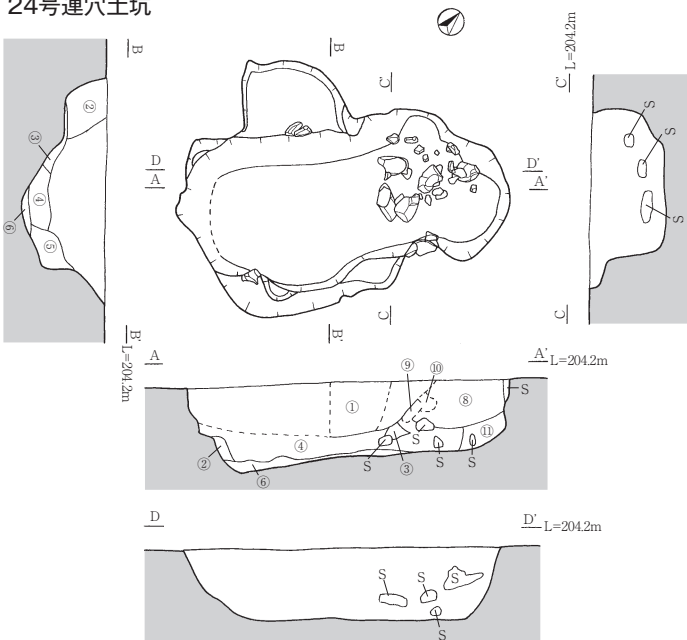 24号連穴土坑
B
B
C'
C'
L=204.2m
②
③
④
⑤
⑥
D
A
D'
A'
S
S
S
B'
B'
L=204.2m
C
C
A
A'
L=204.2m
⑨
⑩
①
⑧
S
④
②
⑥
S
S
③
S
S
⑪
D
D'
L=204.2m
S
S
S
S